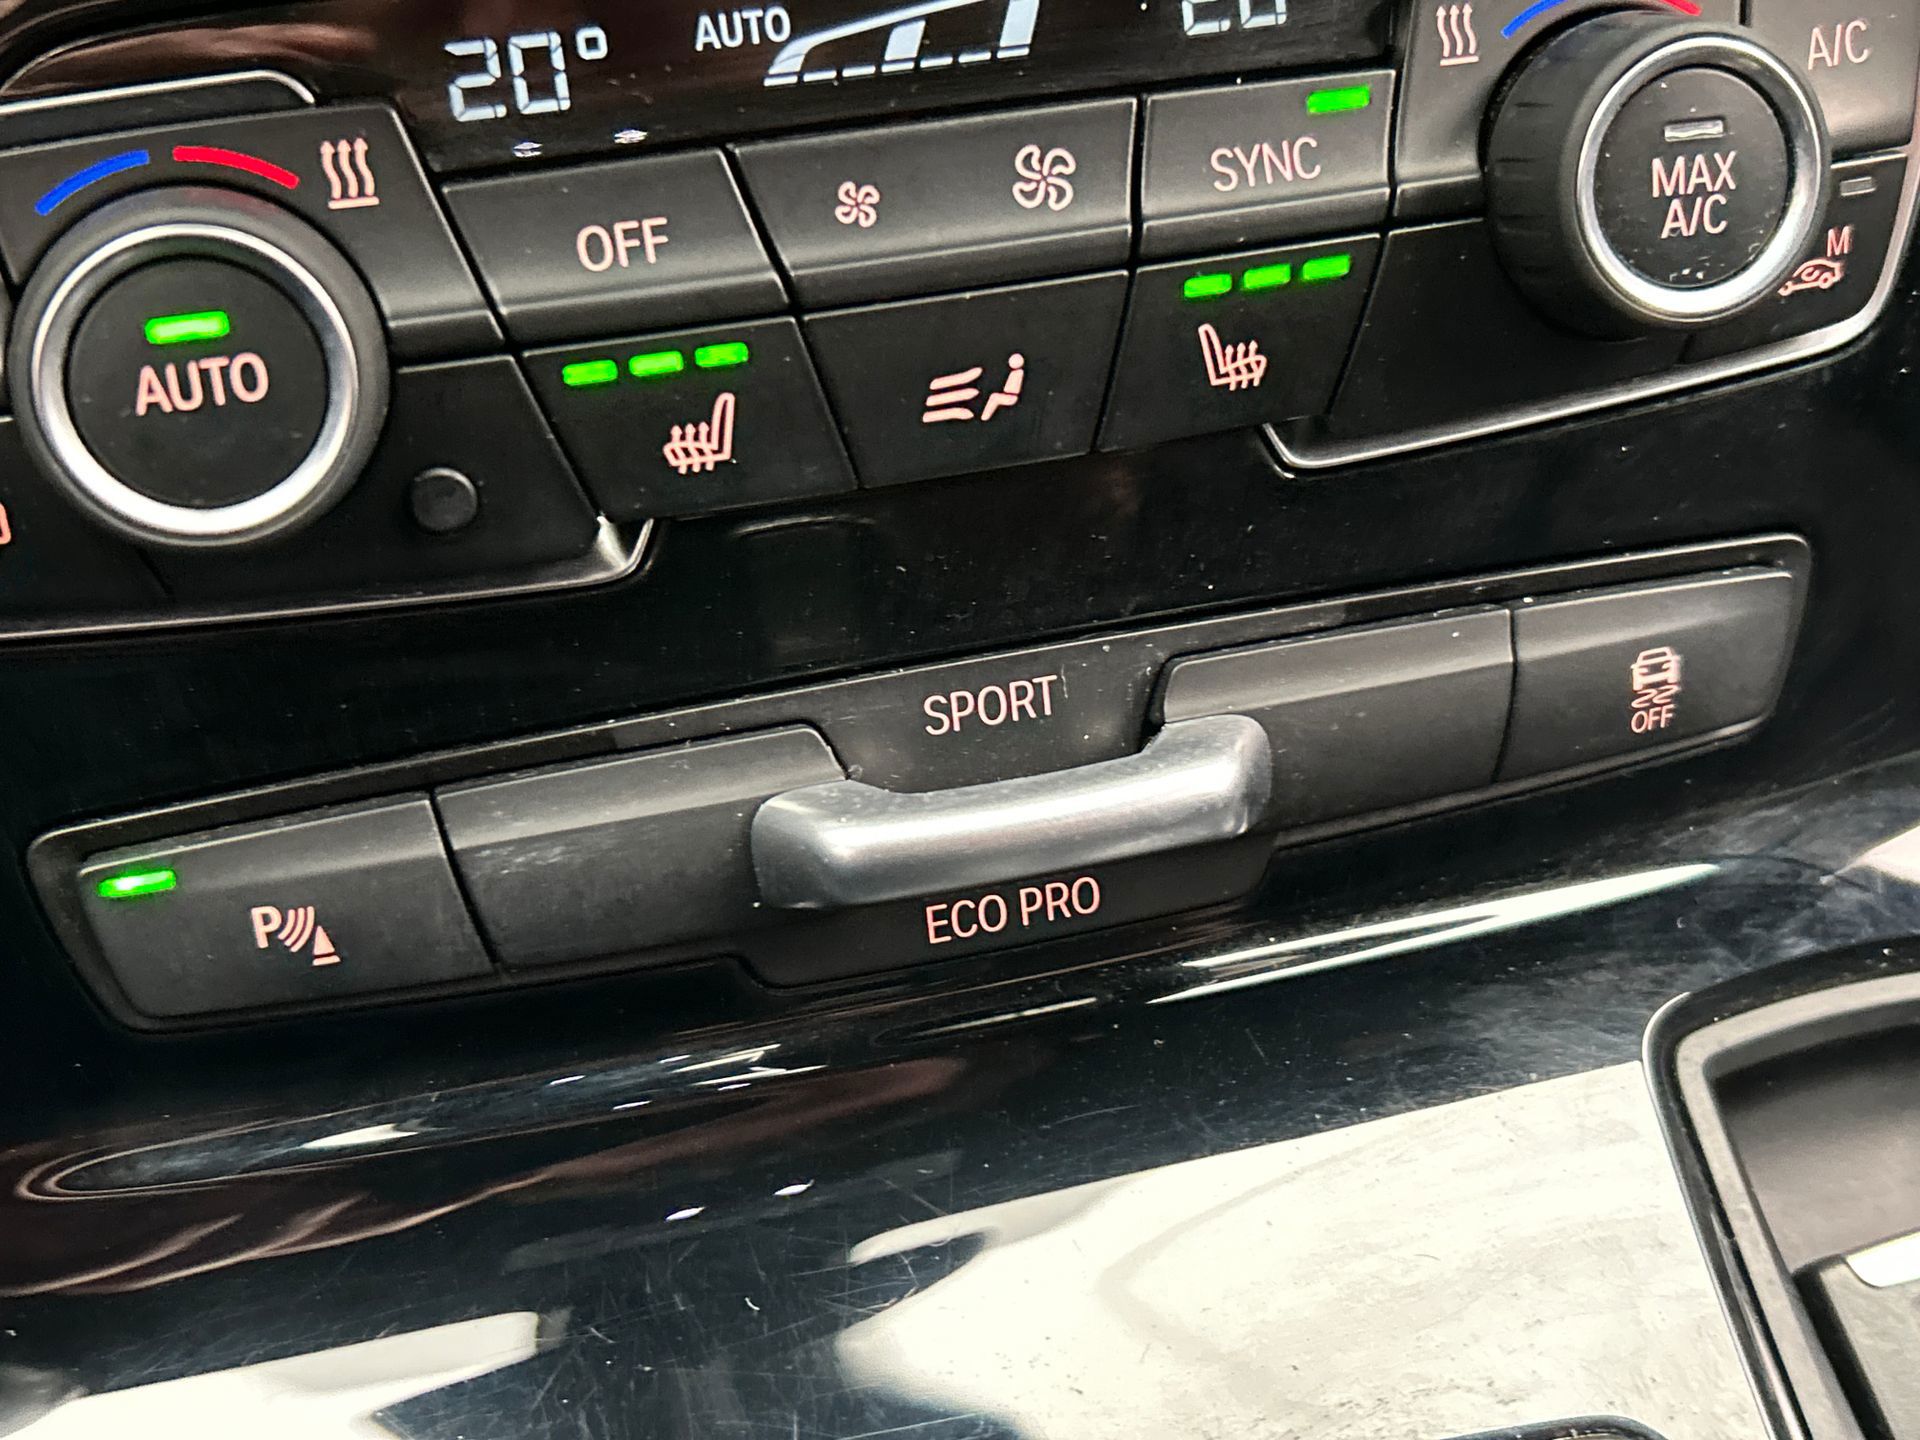 20°
AUTO
A/C
OFF
SYNC
MAX
A/C
M
AUTO
SPORT
OFF
ECO PRO
P